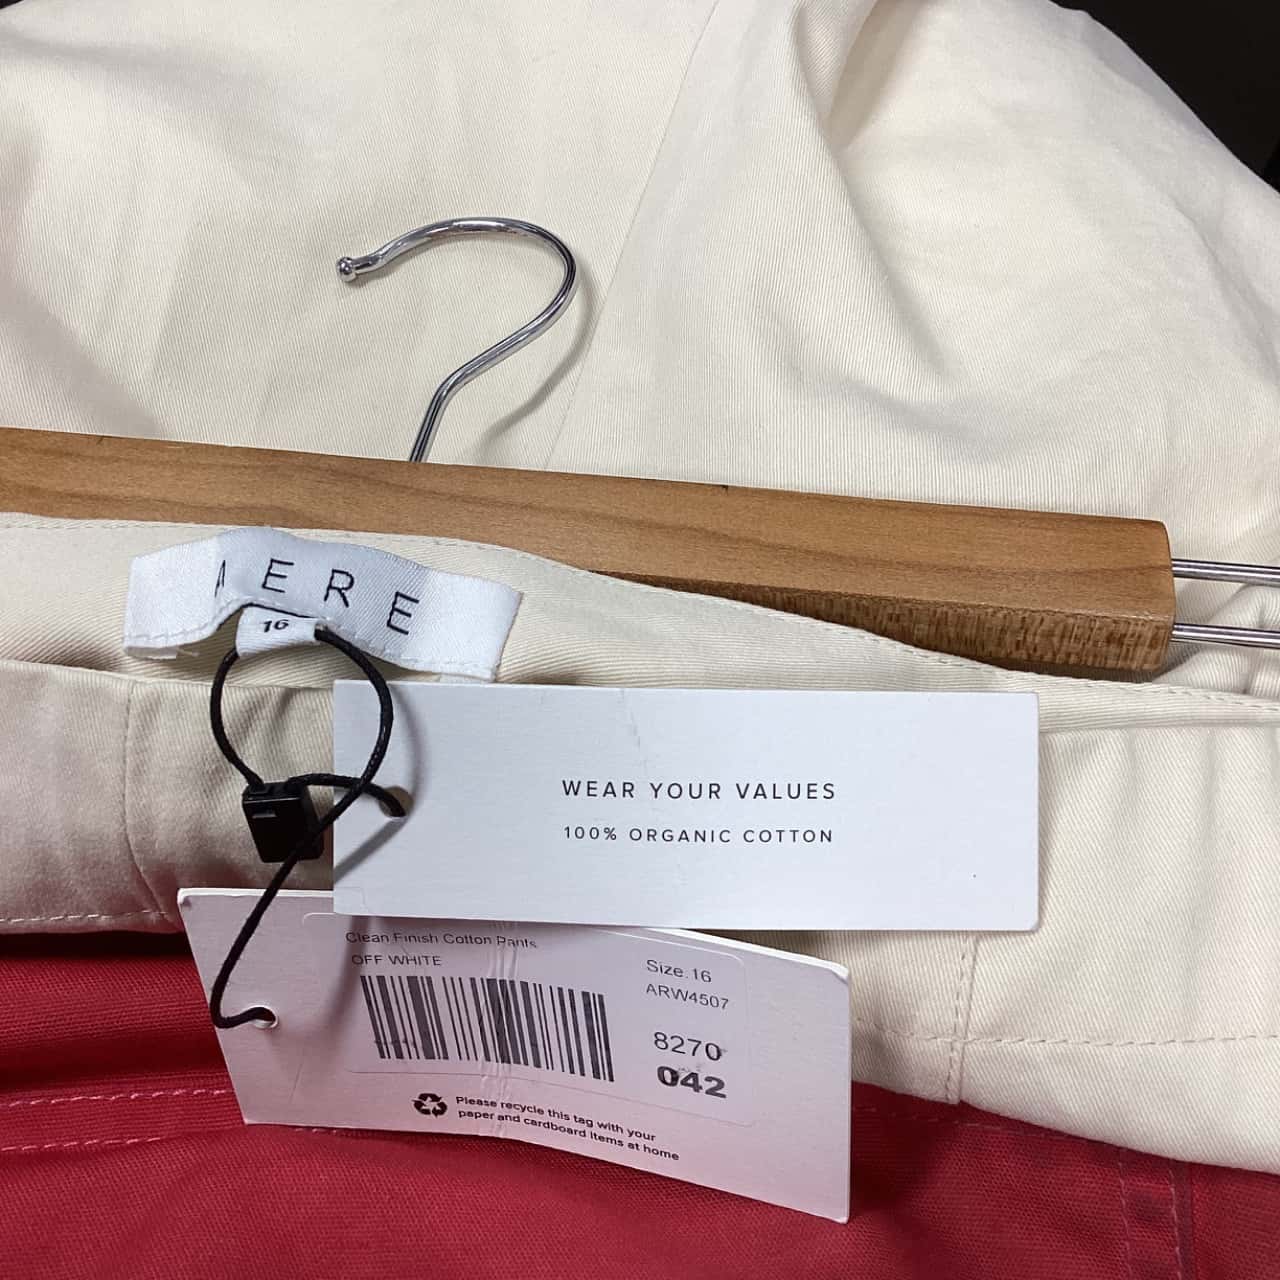 AERE
16
WEAR YOUR VALUES
100% ORGANIC COTTON
Clean Finish Cotton Pants
OFF WHITE
Size.16
ARW4507
8270
042
Please recycle this tag with your
paper and cardboard items at home